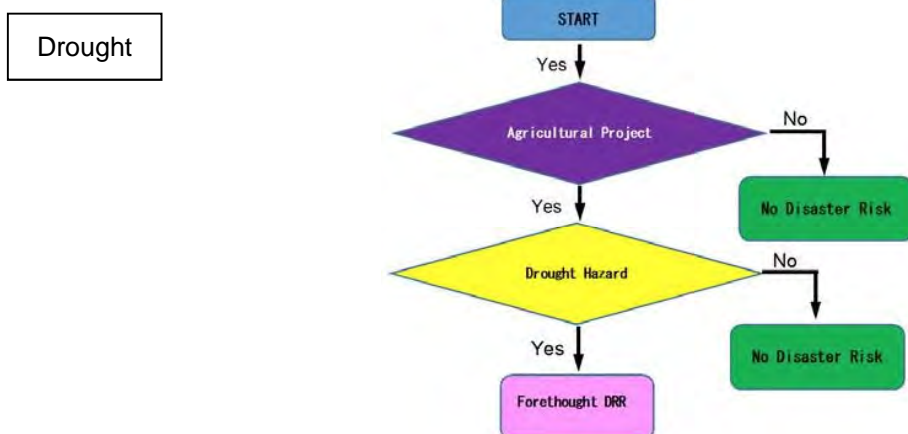 Drought
START
Yes
Agricultural Project
No
No Disaster Risk
Yes
Drought Hazard
No
No Disaster Risk
Yes
Forethought DRR